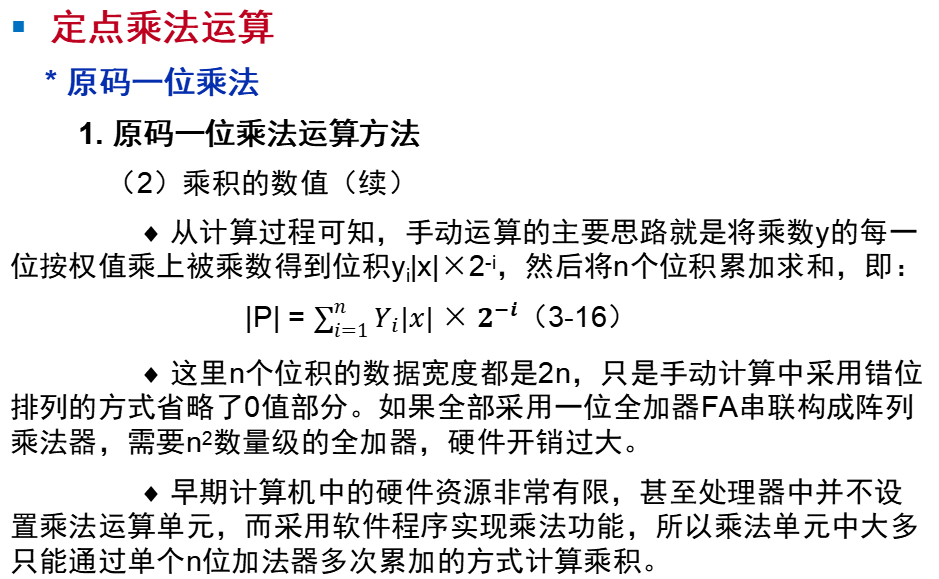 ▪ 定点乘法运算
* 原码一位乘法
1. 原码一位乘法运算方法
（2）乘积的数值（续）
♦ 从计算过程可知，手动运算的主要思路就是将乘数y的每一
位按权值乘上被乘数得到位积yᵢ|x|×2⁻ⁱ，然后将n个位积累加求和，即：
|P| = ∑ⁿᵢ₌₁ Yᵢ|x| × 2⁻ⁱ（3-16）
♦ 这里n个位积的数据宽度都是2n，只是手动计算中采用错位
排列的方式省略了0值部分。如果全部采用一位全加器FA串联构成阵列
乘法器，需要n²数量级的全加器，硬件开销过大。
♦ 早期计算机中的硬件资源非常有限，甚至处理器中并不设
置乘法运算单元，而采用软件程序实现乘法功能，所以乘法单元中大多
只能通过单个n位加法器多次累加的方式计算乘积。